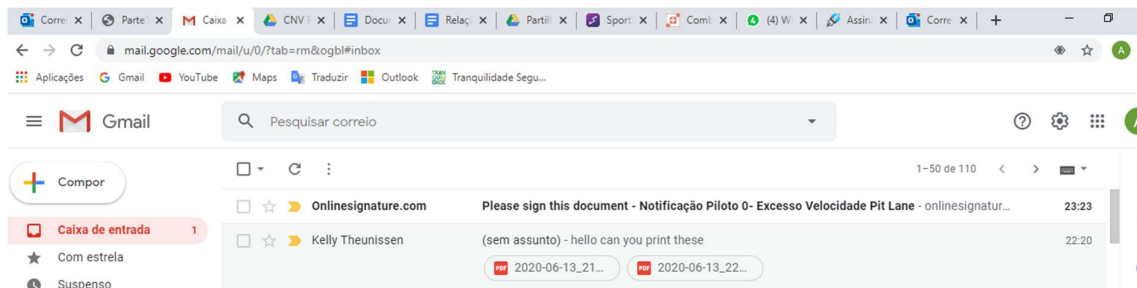 Corre Parte Caixa CNV Docu Relaç Partil Sport Com (4) W Assin Corre
mail.google.com/mail/u/0/?tab=rm&ogbl#inbox A
Aplicações Gmail YouTube Maps Traduzir Outlook Tranquilidade Segu...
Gmail Pesquisar correio
Compor 1–50 de 110
Onlinesignature.com Please sign this document - Notificação Piloto 0- Excesso Velocidade Pit Lane - onlinesignatur... 23:23
Caixa de entrada 1
Kelly Theunissen (sem assunto) - hello can you print these 22:20
Com estrela
PDF 2020-06-13_21... PDF 2020-06-13_22...
Suspenso